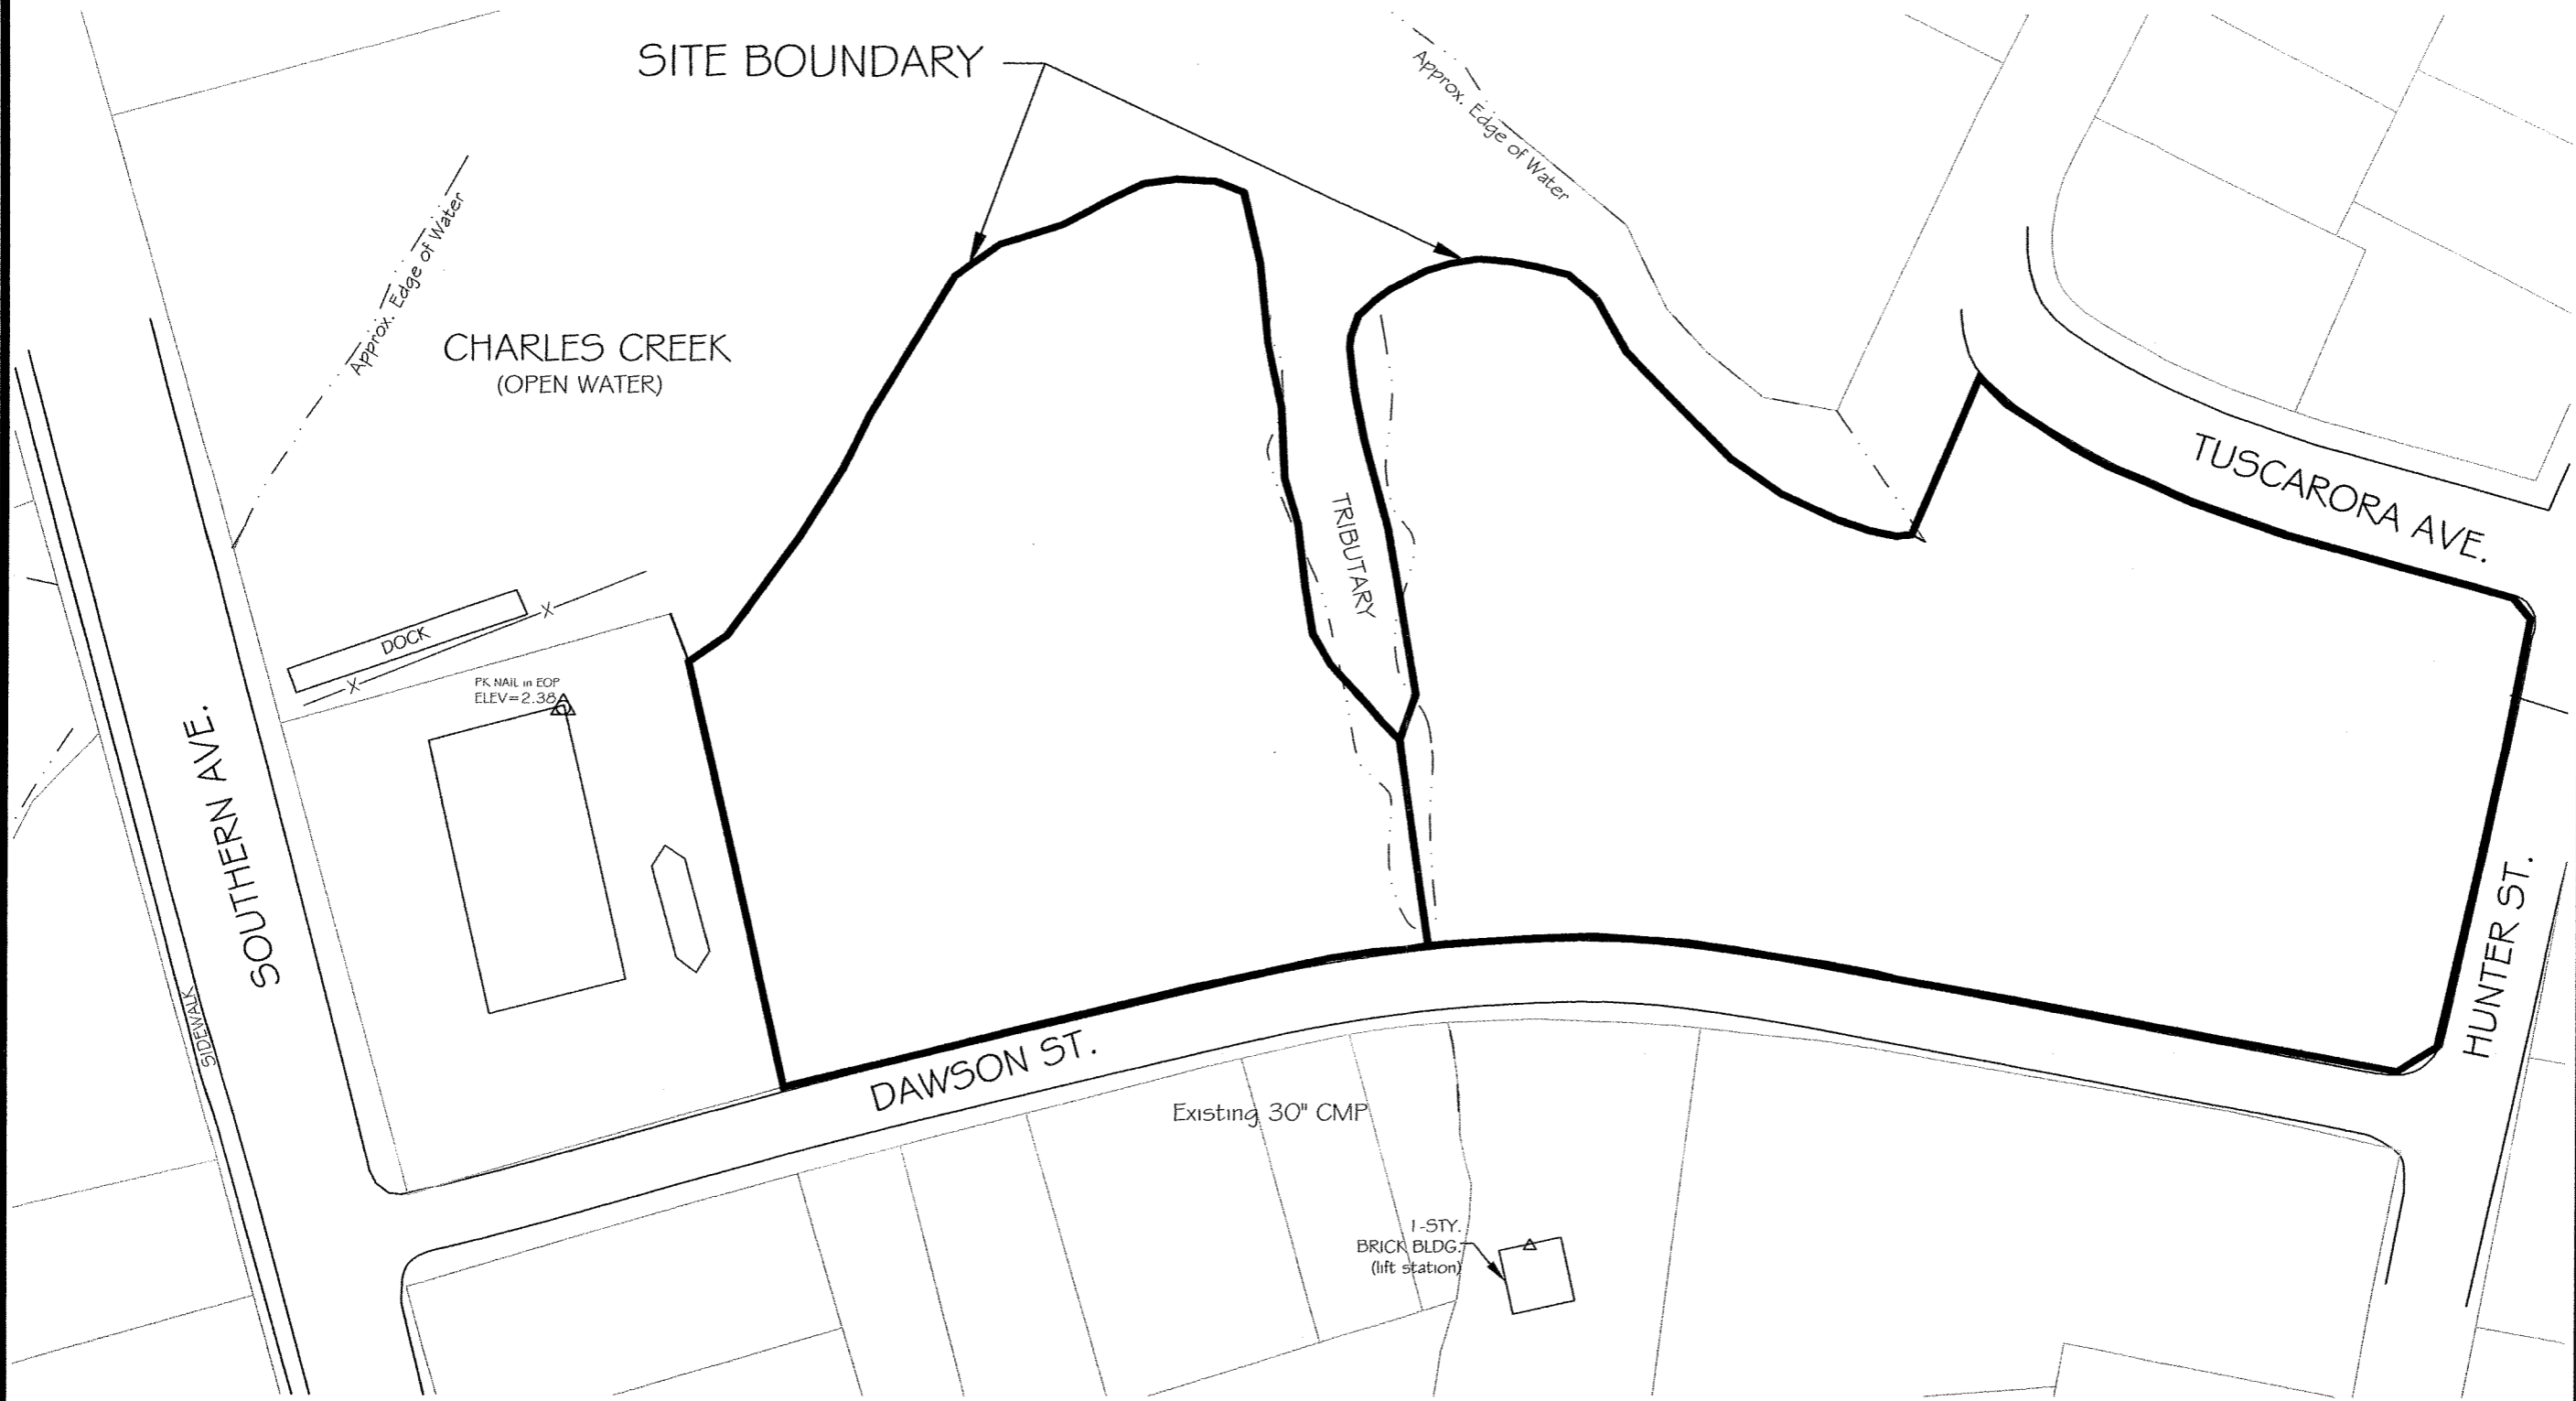 SITE BOUNDARY
Approx. Edge of Water
Approx. Edge of Water
CHARLES CREEK
(OPEN WATER)
TUSCARORA AVE.
TRIBUTARY
DOCK
X
X
PK NAIL in EOP
ELEV=2.38
SOUTHERN AVE.
SIDEWALK
HUNTER ST.
DAWSON ST.
Existing 30" CMP
1-STY.
BRICK BLDG.
(lift station)